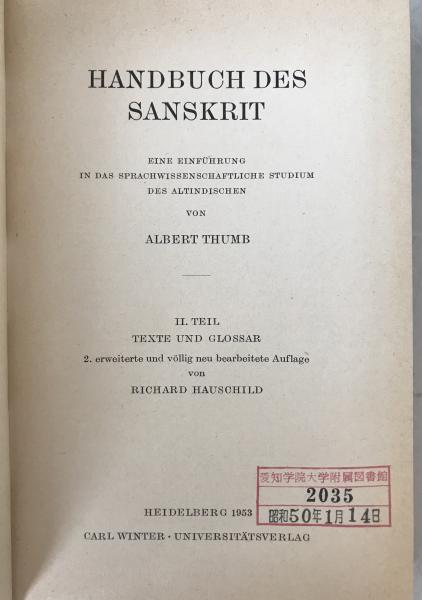 HANDBUCH DES
SANSKRIT
EINE EINFÜHRUNG
IN DAS SPRACHWISSENSCHAFTLICHE STUDIUM
DES ALTINDISCHEN
VON
ALBERT THUMB
II. TEIL
TEXTE UND GLOSSAR
2. erweiterte und völlig neu bearbeitete Auflage
von
RICHARD HAUSCHILD
愛知学院大学附属図書館
2035
昭和50年1月14日
HEIDELBERG 1953
CARL WINTER · UNIVERSITÄTSVERLAG